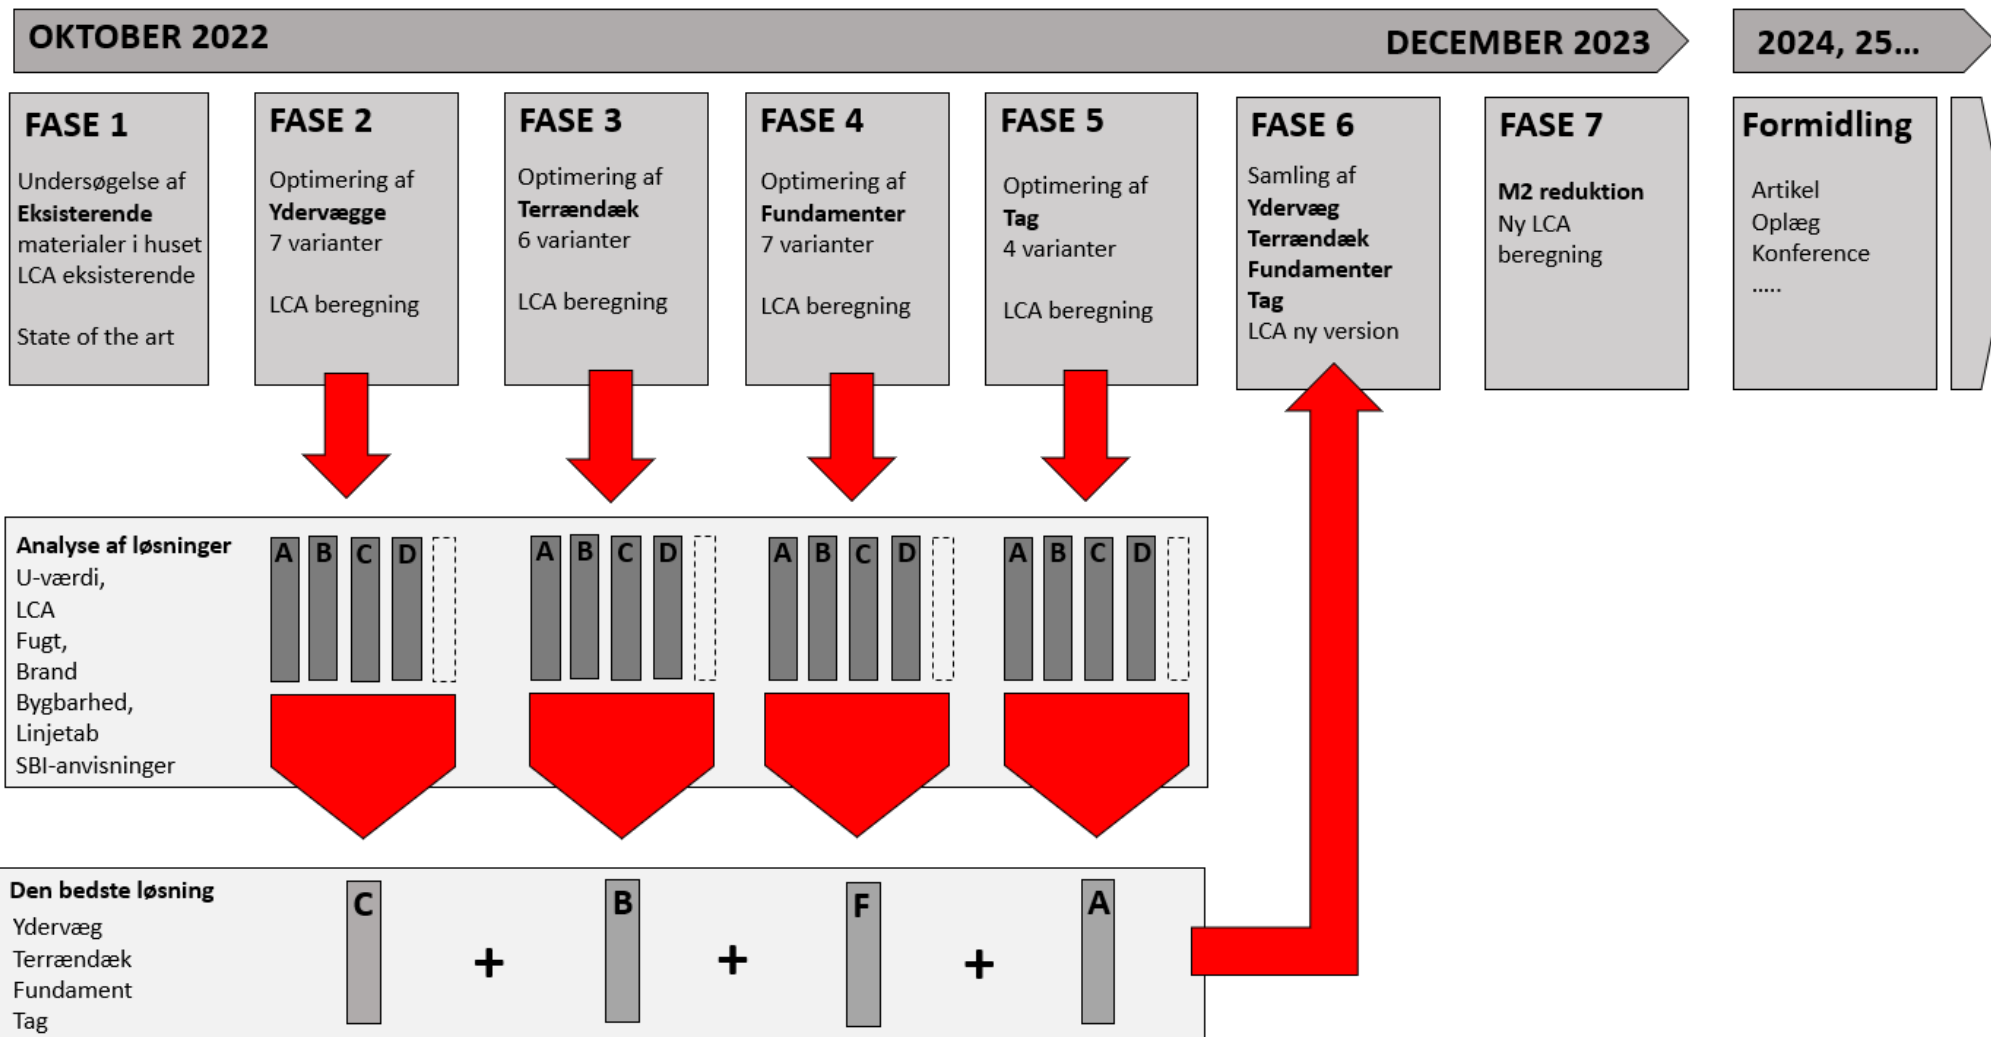 OKTOBER 2022
DECEMBER 2023
2024, 25...
FASE 1
Undersøgelse af
Eksisterende
materialer i huset
LCA eksisterende
State of the art
FASE 2
Optimering af
Ydervægge
7 varianter
LCA beregning
FASE 3
Optimering af
Terrændæk
6 varianter
LCA beregning
FASE 4
Optimering af
Fundamenter
7 varianter
LCA beregning
FASE 5
Optimering af
Tag
4 varianter
LCA beregning
FASE 6
Samling af
Ydervæg
Terrændæk
Fundamenter
Tag
LCA ny version
FASE 7
M2 reduktion
Ny LCA
beregning
Formidling
Artikel
Oplæg
Konference
.....
Analyse af løsninger
U-værdi,
LCA
Fugt,
Brand
Bygbarhed,
Linjetab
SBI-anvisninger
A B C D
A B C D
A B C D
A B C D
Den bedste løsning
Ydervæg
Terrændæk
Fundament
Tag
C + B + F + A